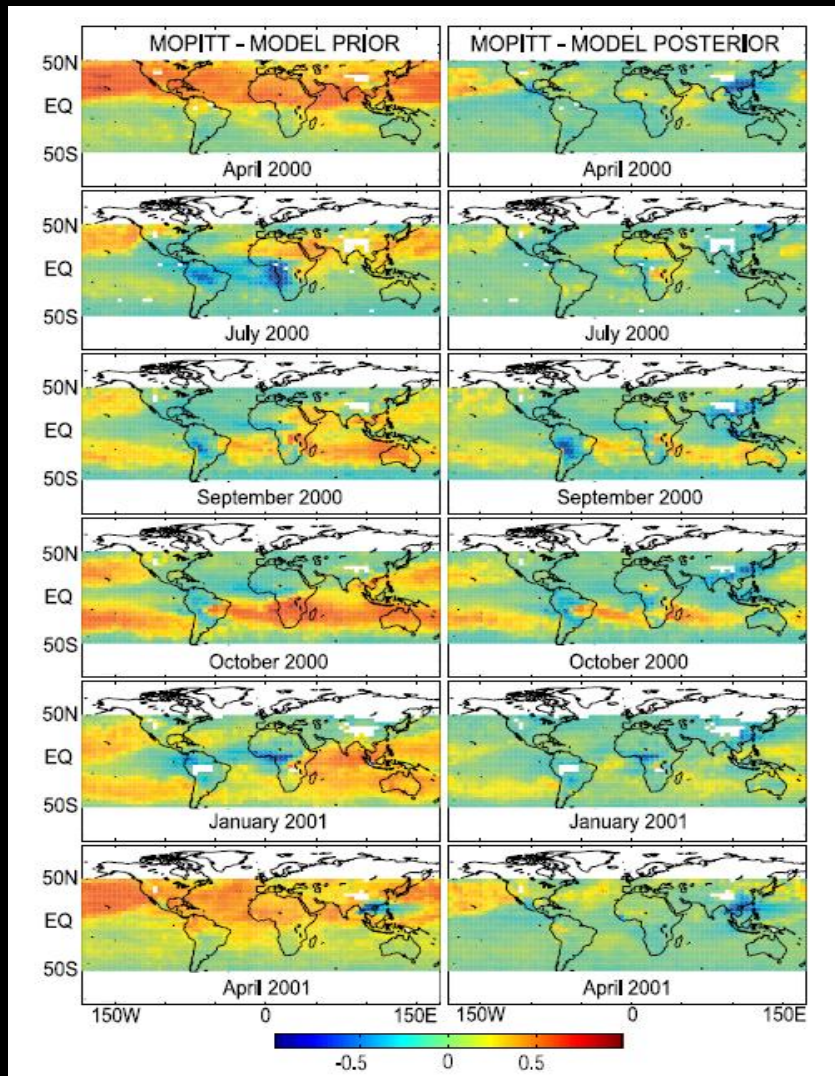 MOPITT - MODEL PRIOR MOPITT - MODEL POSTERIOR
50N
EQ
50S
April 2000 April 2000
50N
EQ
50S
July 2000 July 2000
50N
EQ
50S
September 2000 September 2000
50N
EQ
50S
October 2000 October 2000
50N
EQ
50S
January 2001 January 2001
50N
EQ
50S
April 2001 April 2001
150W 0 150E 150W 0 150E
-0.5 0 0.5